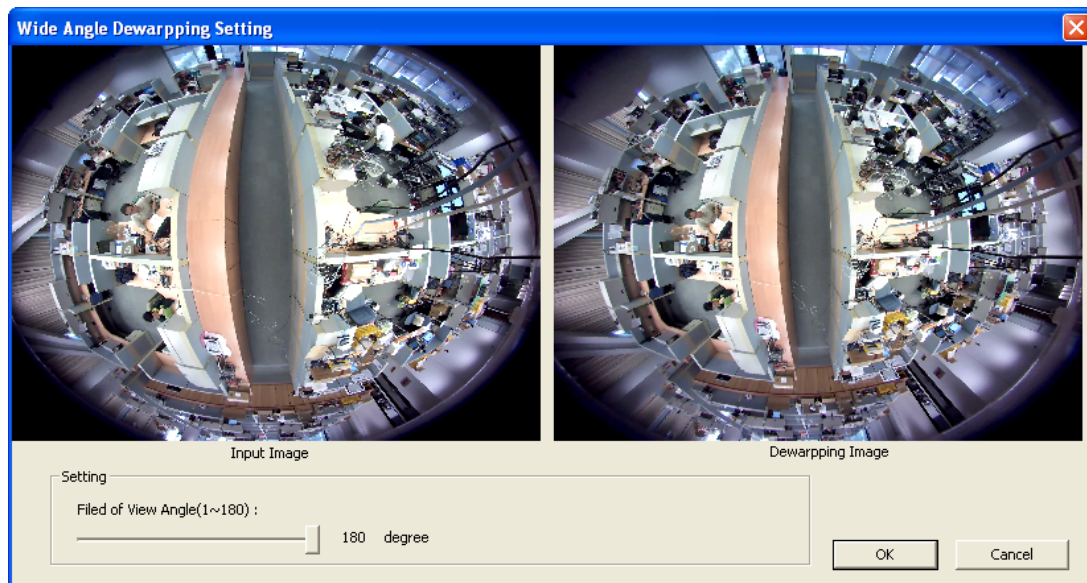 Wide Angle Dewarpping Setting
Input Image
Dewarpping Image
Setting
Filed of View Angle(1~180) :
180 degree
OK
Cancel